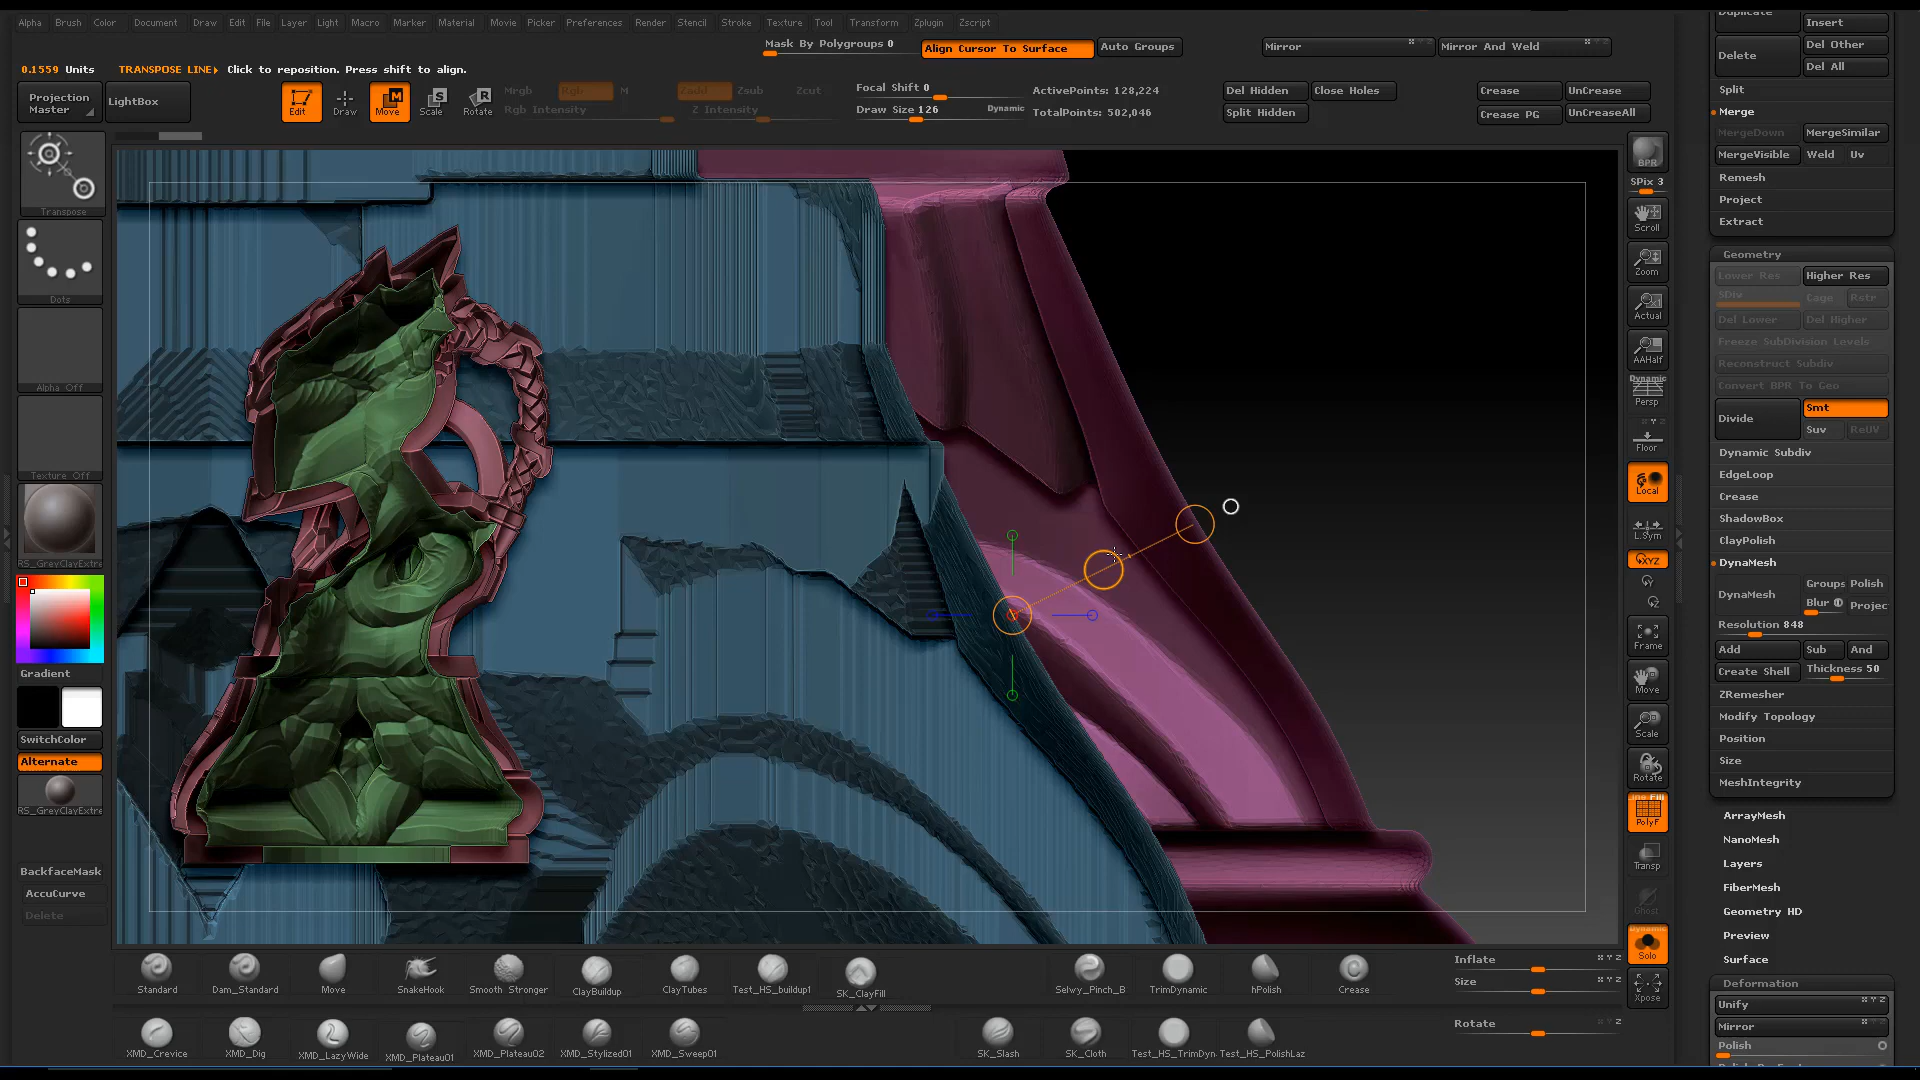 Alpha Brush Color Document Draw Edit File Layer Light Macro Marker Material Movie Picker Preferences Render Stencil Stroke Texture Tool Transform Zplugin Zscript
Mask By Polygroups 0 Align Cursor To Surface Auto Groups Mirror Mirror And Weld
0.1559 Units TRANSPOSE LINE Click to reposition. Press shift to align.
Projection Master LightBox
Edit Draw Move Scale Rotate
Mrgb Rgb M Zadd Zsub Zcut
Rgb Intensity Z Intensity
Focal Shift 0
Draw Size 126 Dynamic
ActivePoints: 128,224
TotalPoints: 502,046
Del Hidden Close Holes
Split Hidden
Crease UnCrease
Crease PG UnCreaseAll
Transpose
Dots
Alpha Off
Texture Off
RS_GreyClayExtre
Gradient
SwitchColor
Alternate
RS_GreyClayExtre
BackfaceMask
AccuCurve
Delete
BPR
SPix 3
Scroll
Zoom
Actual
AAHalf
Dynamic
Persp
Floor
Local
L.Sym
XYZ
Frame
Move
Scale
Rotate
Line Fill
PolyF
Transp
Ghost
Dynamic
Solo
Xpose
Duplicate Insert
Del Other
Delete Del All
Split
Merge
MergeDown MergeSimilar
MergeVisible Weld Uv
Remesh
Project
Extract
Geometry
Lower Res Higher Res
SDiv Cage Rstr
Del Lower Del Higher
Freeze SubDivision Levels
Reconstruct Subdiv
Convert BPR To Geo
Divide Smt
Suv ReUV
Dynamic Subdiv
EdgeLoop
Crease
ShadowBox
ClayPolish
DynaMesh
DynaMesh Groups Polish
Blur Projec
Resolution 848
Add Sub And
Create Shell Thickness 50
ZRemesher
Modify Topology
Position
Size
MeshIntegrity
ArrayMesh
NanoMesh
Layers
FiberMesh
Geometry HD
Preview
Surface
Deformation
Unify
Mirror
Polish
Standard Dam_Standard Move SnakeHook Smooth Stronger ClayBuildup ClayTubes Test_HS_buildup1 SK_ClayFill Selwy_Pinch_B TrimDynamic hPolish Crease
Inflate
Size
Rotate
XMD_Crevice XMD_Dig XMD_LazyWide XMD_Plateau01 XMD_Plateau02 XMD_Stylized01 XMD_Sweep01 SK_Slash SK_Cloth Test_HS_TrimDyn Test_HS_PolishLaz